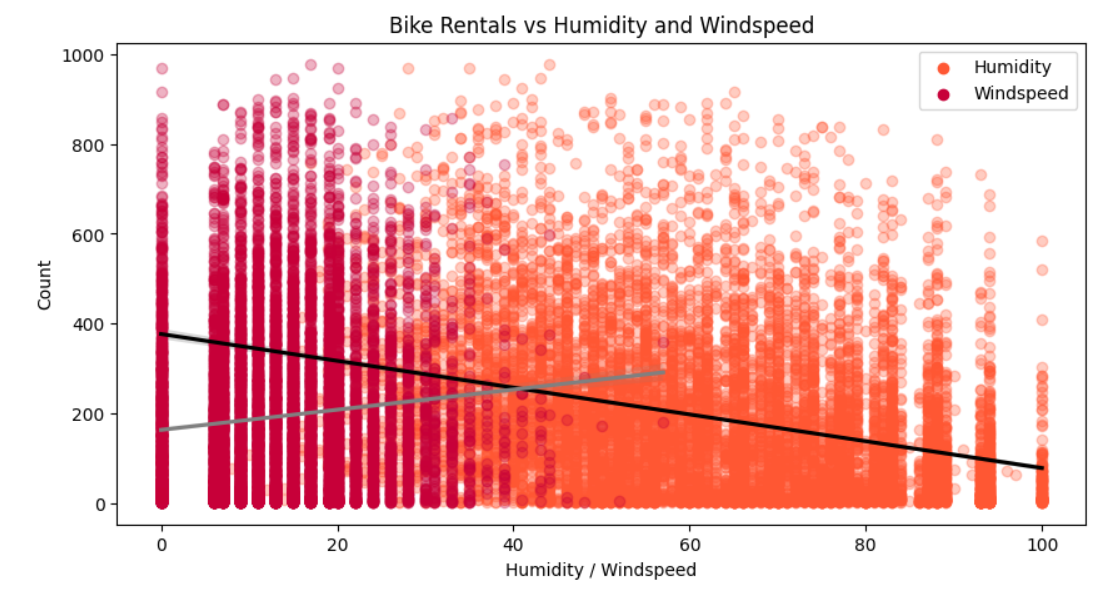 Bike Rentals vs Humidity and Windspeed
1000
800
600
400
200
0
Count
Humidity
Windspeed
0 20 40 60 80 100
Humidity / Windspeed